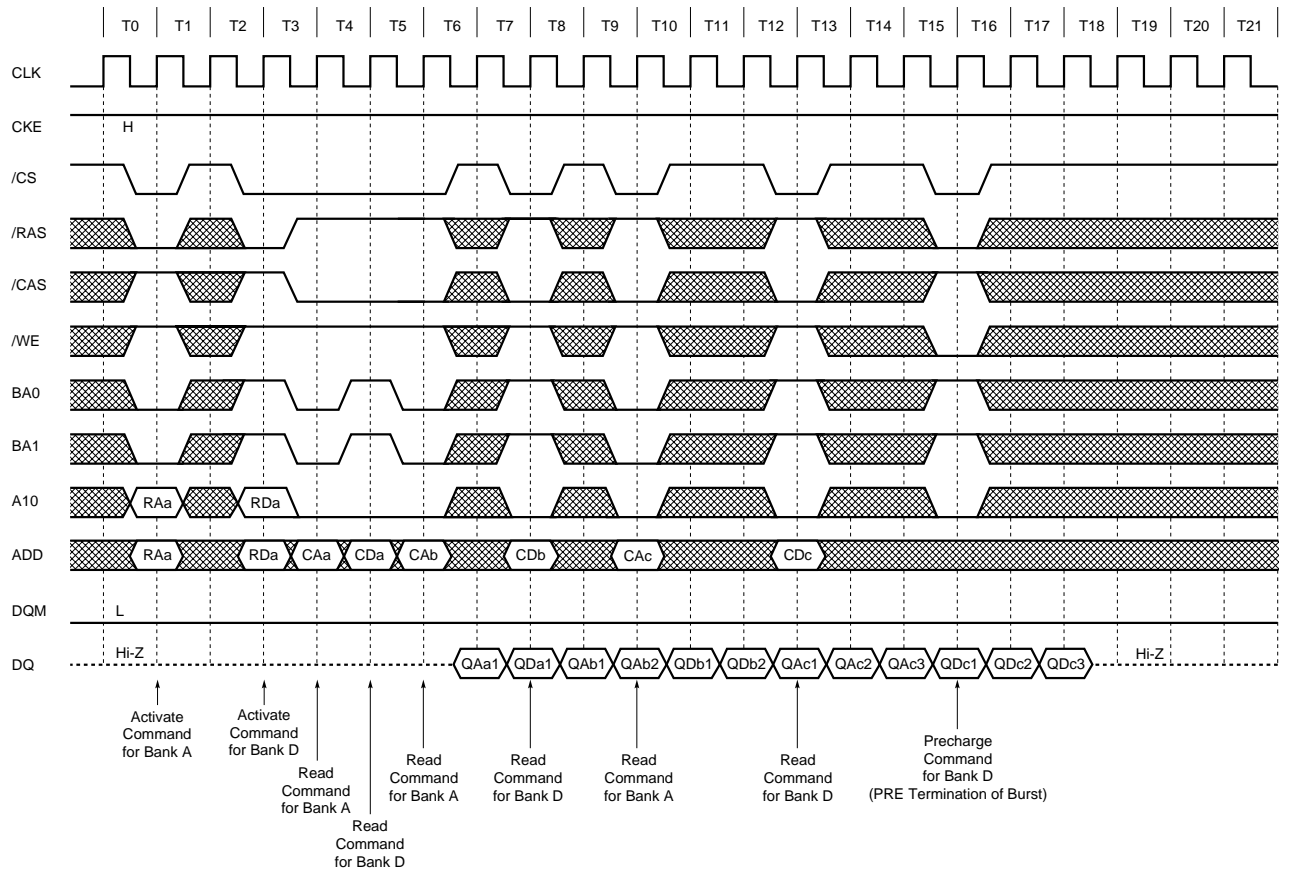 T0 T1 T2 T3 T4 T5 T6 T7 T8 T9 T10 T11 T12 T13 T14 T15 T16 T17 T18 T19 T20 T21
CLK
CKE H
/CS
/RAS
/CAS
/WE
BA0
BA1
A10 RAa RDa
ADD RAa RDa CAa CDa CAb CDb CAc CDc
DQM L
DQ Hi-Z QAa1 QDa1 QAb1 QAb2 QDb1 QDb2 QAc1 QAc2 QAc3 QDc1 QDc2 QDc3 Hi-Z
Activate
Command
for Bank A
Activate
Command
for Bank D
Read
Command
for Bank A
Read
Command
for Bank D
Read
Command
for Bank A
Read
Command
for Bank D
Read
Command
for Bank A
Read
Command
for Bank D
Precharge
Command
for Bank D
(PRE Termination of Burst)